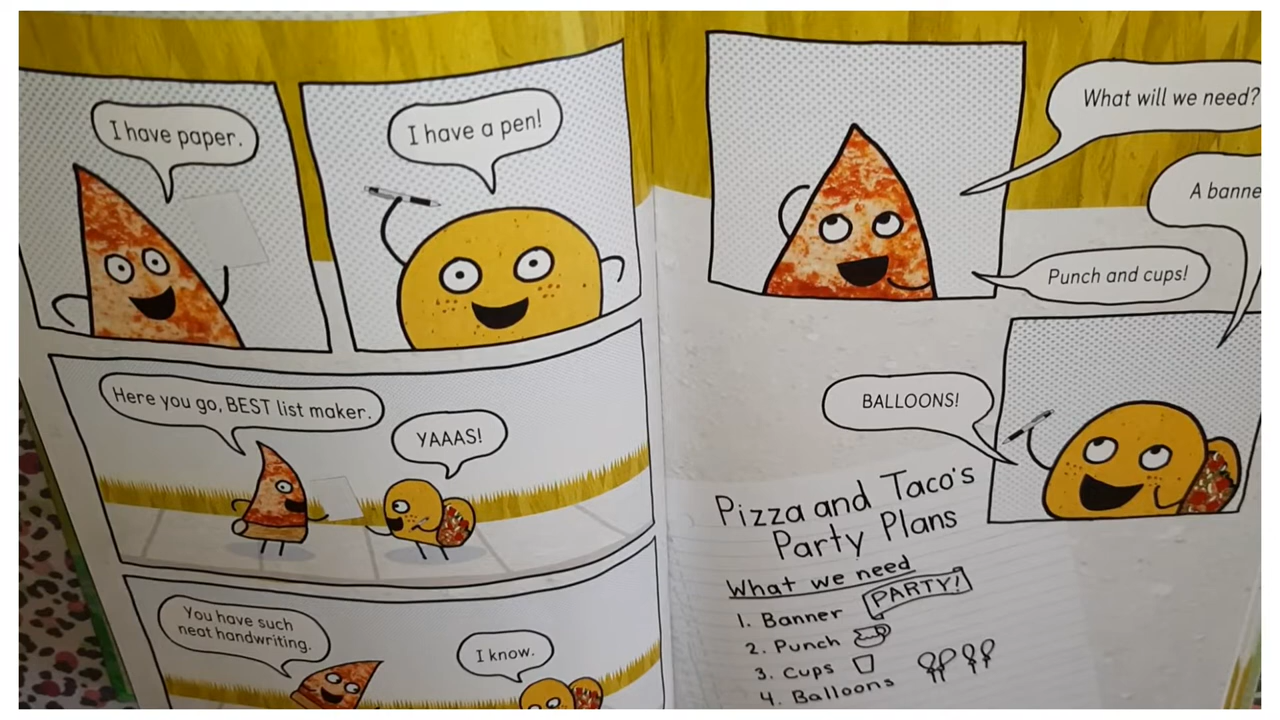 I have paper.
I have a pen!
Here you go, BEST list maker.
YAAAS!
You have such
neat handwriting.
I know.
What will we need?
A banne
Punch and cups!
BALLOONS!
Pizza and Taco's
Party Plans
What we need
1. Banner PARTY!
2. Punch
3. Cups
4. Balloons